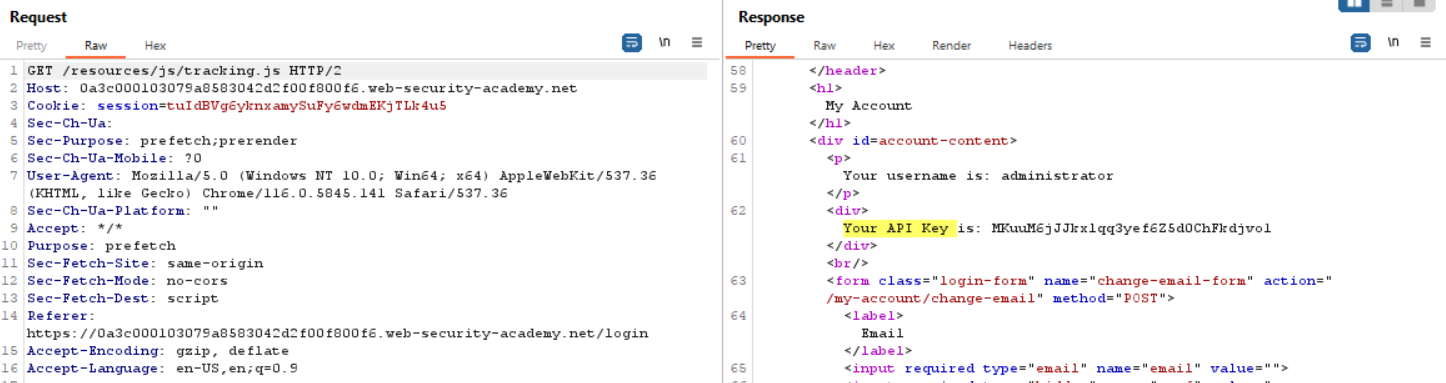 Request
Pretty Raw Hex \n
1 GET /resources/js/tracking.js HTTP/2
2 Host: 0a3c000103079a8583042d2f00f800f6.web-security-academy.net
3 Cookie: session=tuIdBVg6yknxamySuFy6wdmEKjTLk4u5
4 Sec-Ch-Ua:
5 Sec-Purpose: prefetch;prerender
6 Sec-Ch-Ua-Mobile: ?0
7 User-Agent: Mozilla/5.0 (Windows NT 10.0; Win64; x64) AppleWebKit/537.36
(KHTML, like Gecko) Chrome/116.0.5845.141 Safari/537.36
8 Sec-Ch-Ua-Platform: ""
9 Accept: */*
10 Purpose: prefetch
11 Sec-Fetch-Site: same-origin
12 Sec-Fetch-Mode: no-cors
13 Sec-Fetch-Dest: script
14 Referer:
https://0a3c000103079a8583042d2f00f800f6.web-security-academy.net/login
15 Accept-Encoding: gzip, deflate
16 Accept-Language: en-US,en;q=0.9
Response
Pretty Raw Hex Render Headers \n
58 </header>
59 <h1>
My Account
</h1>
60 <div id=account-content>
61 <p>
Your username is: administrator
</p>
62 <div>
Your API Key is: MKuuM6jJJkxlqq3yef6Z5d0ChFkdjvol
</div>
<br/>
63 <form class="login-form" name="change-email-form" action="
/my-account/change-email" method="POST">
64 <label>
Email
</label>
65 <input required type="email" name="email" value="">